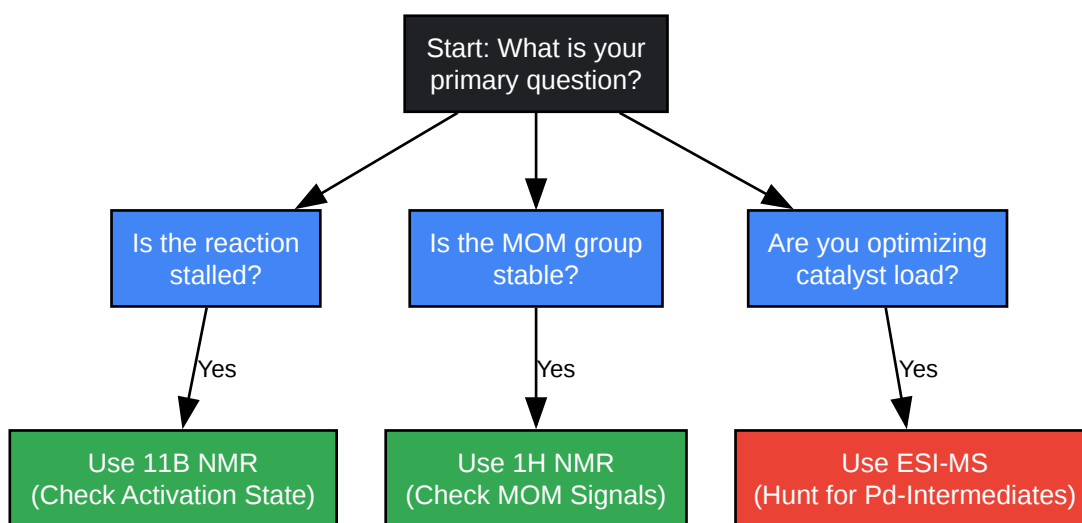 Start: What is your
primary question?
Is the reaction
stalled?
Is the MOM group
stable?
Are you optimizing
catalyst load?
Yes
Yes
Yes
Use 11B NMR
(Check Activation State)
Use 1H NMR
(Check MOM Signals)
Use ESI-MS
(Hunt for Pd-Intermediates)